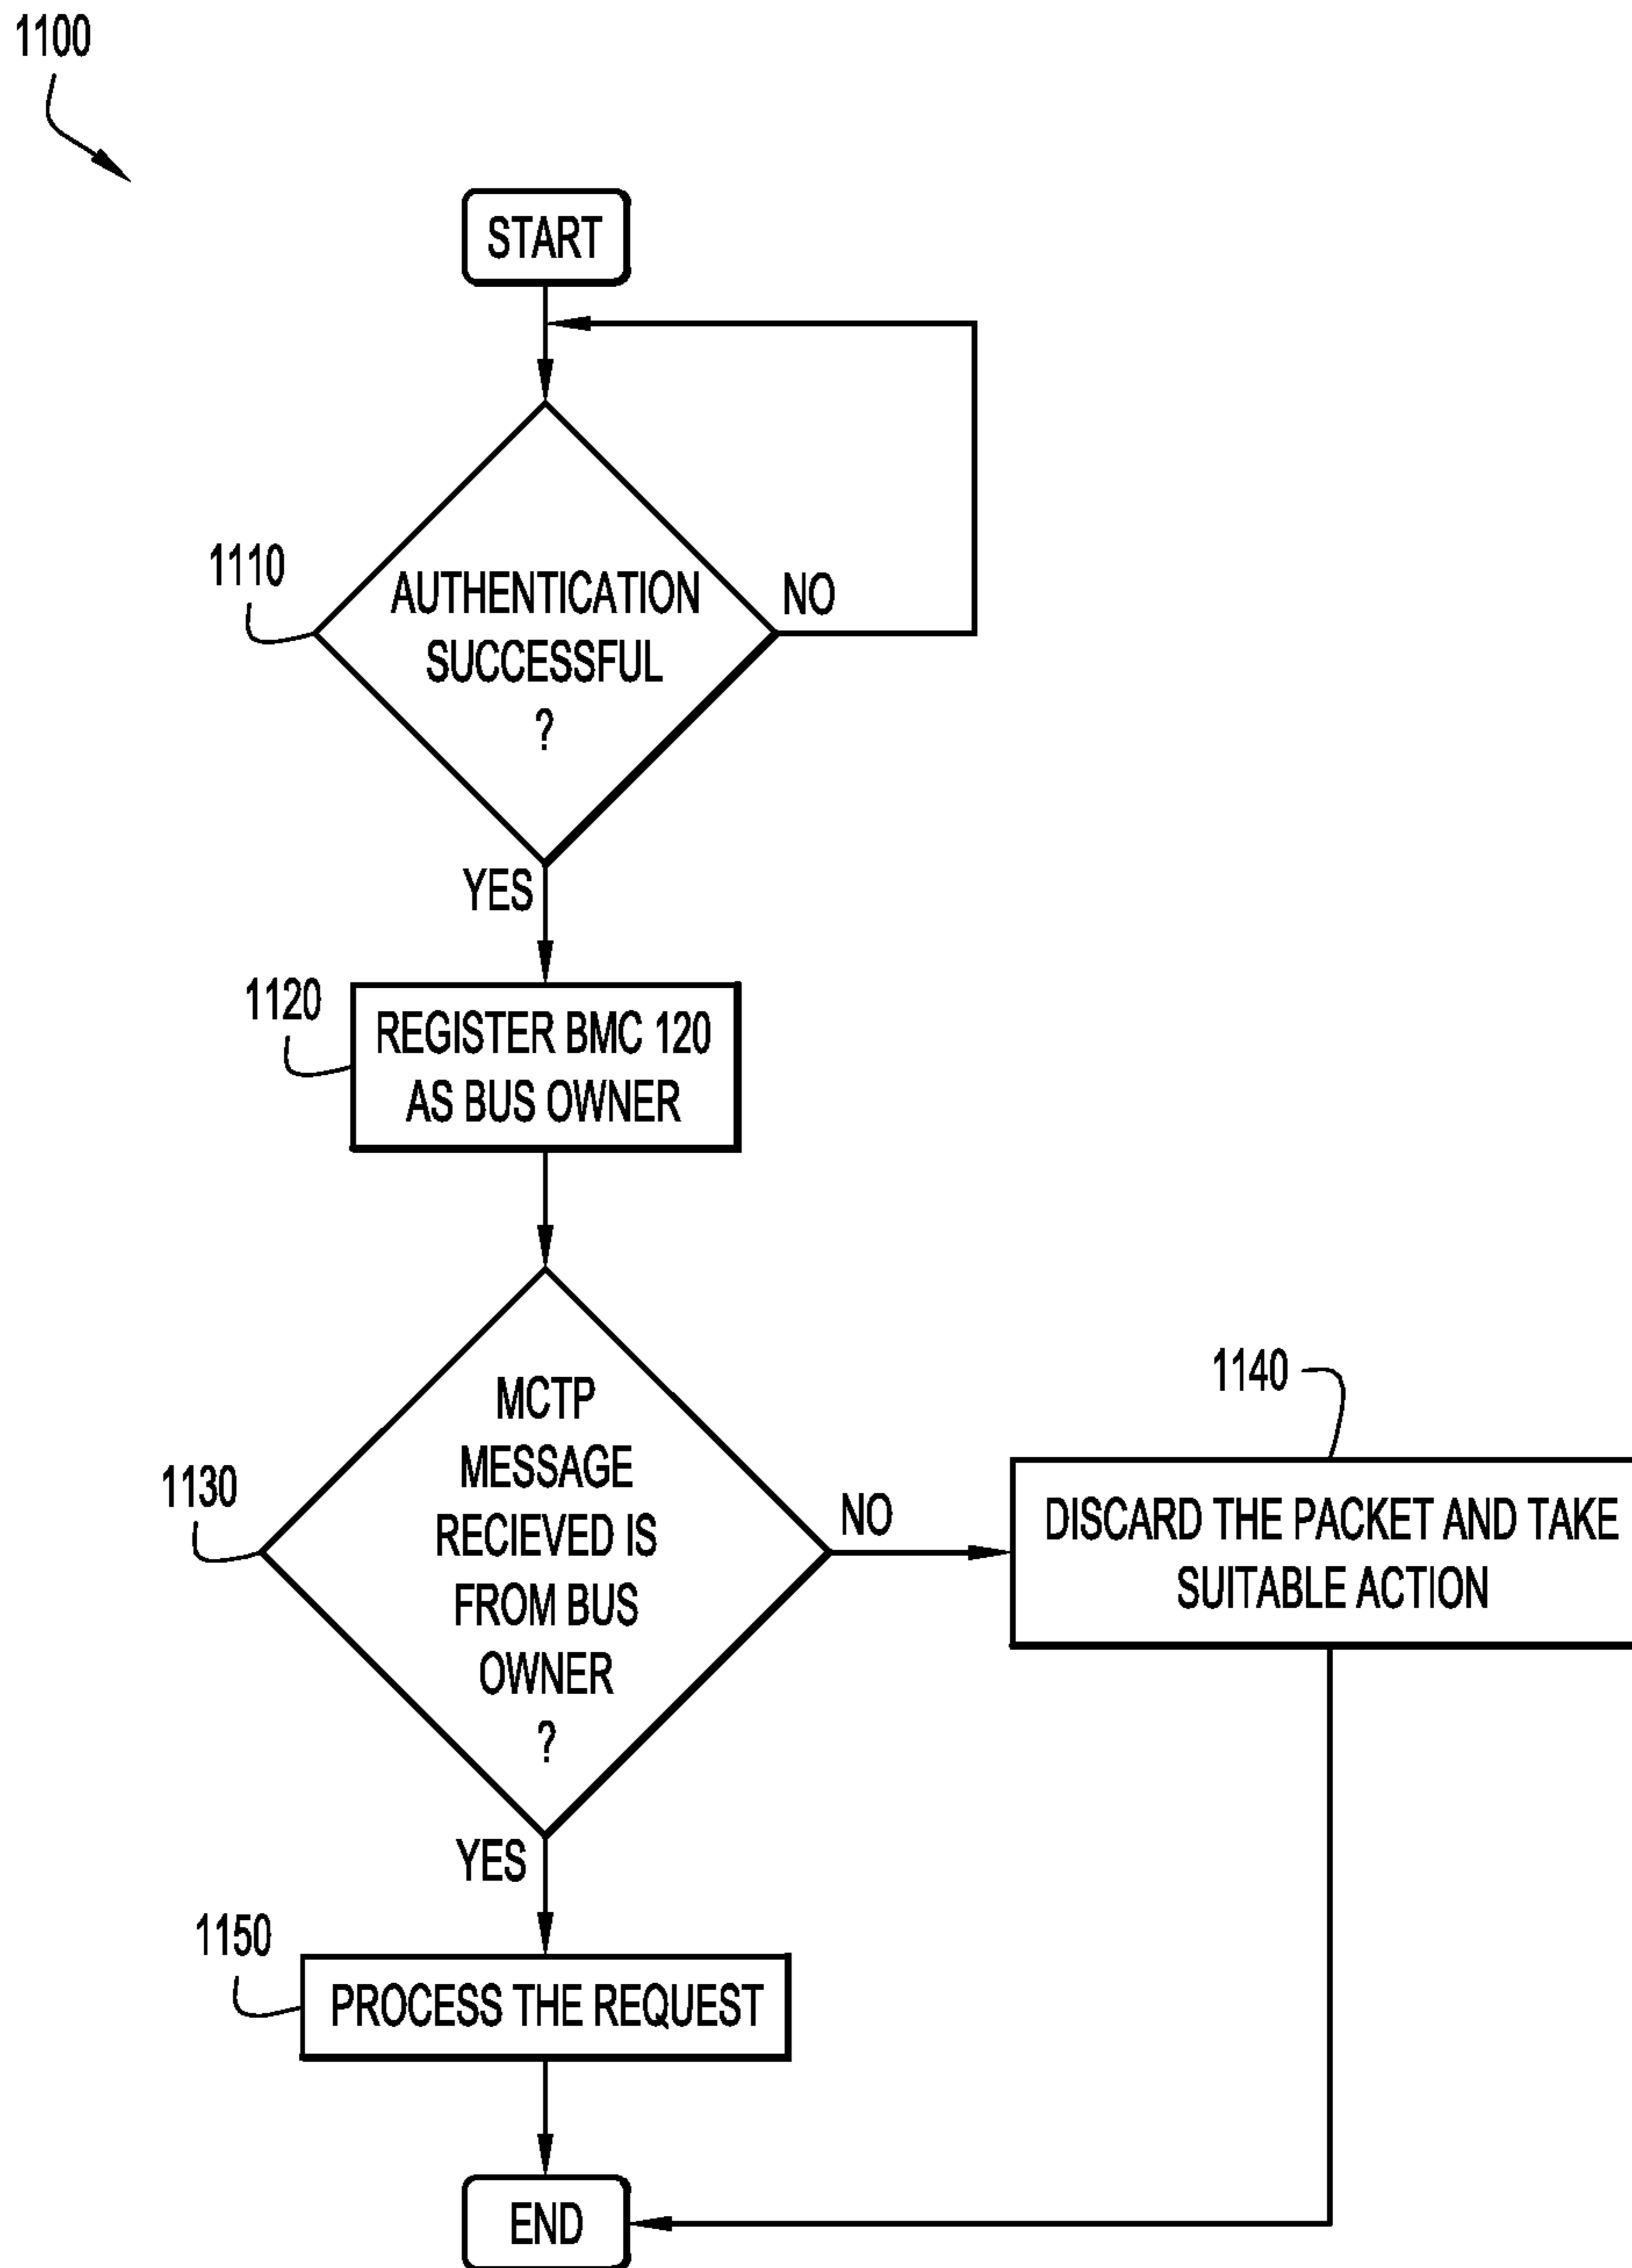 1100
START
1110
AUTHENTICATION
SUCCESSFUL
?
NO
YES
1120
REGISTER BMC 120
AS BUS OWNER
1130
MCTP
MESSAGE
RECIEVED IS
FROM BUS
OWNER
?
NO
1140
DISCARD THE PACKET AND TAKE
SUITABLE ACTION
YES
1150
PROCESS THE REQUEST
END